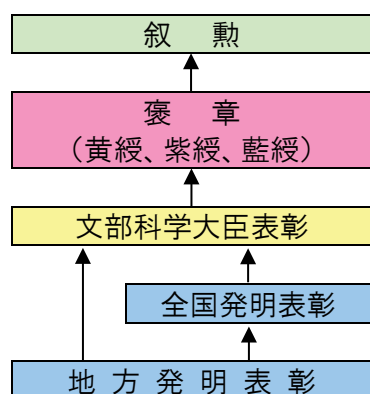 叙 勲
褒 章
（黄綬、紫綬、藍綬）
文部科学大臣表彰
全国発明表彰
地方発明表彰